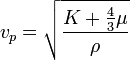 v_p = \sqrt{\frac{K + \frac{4}{3}\mu}{\rho}}